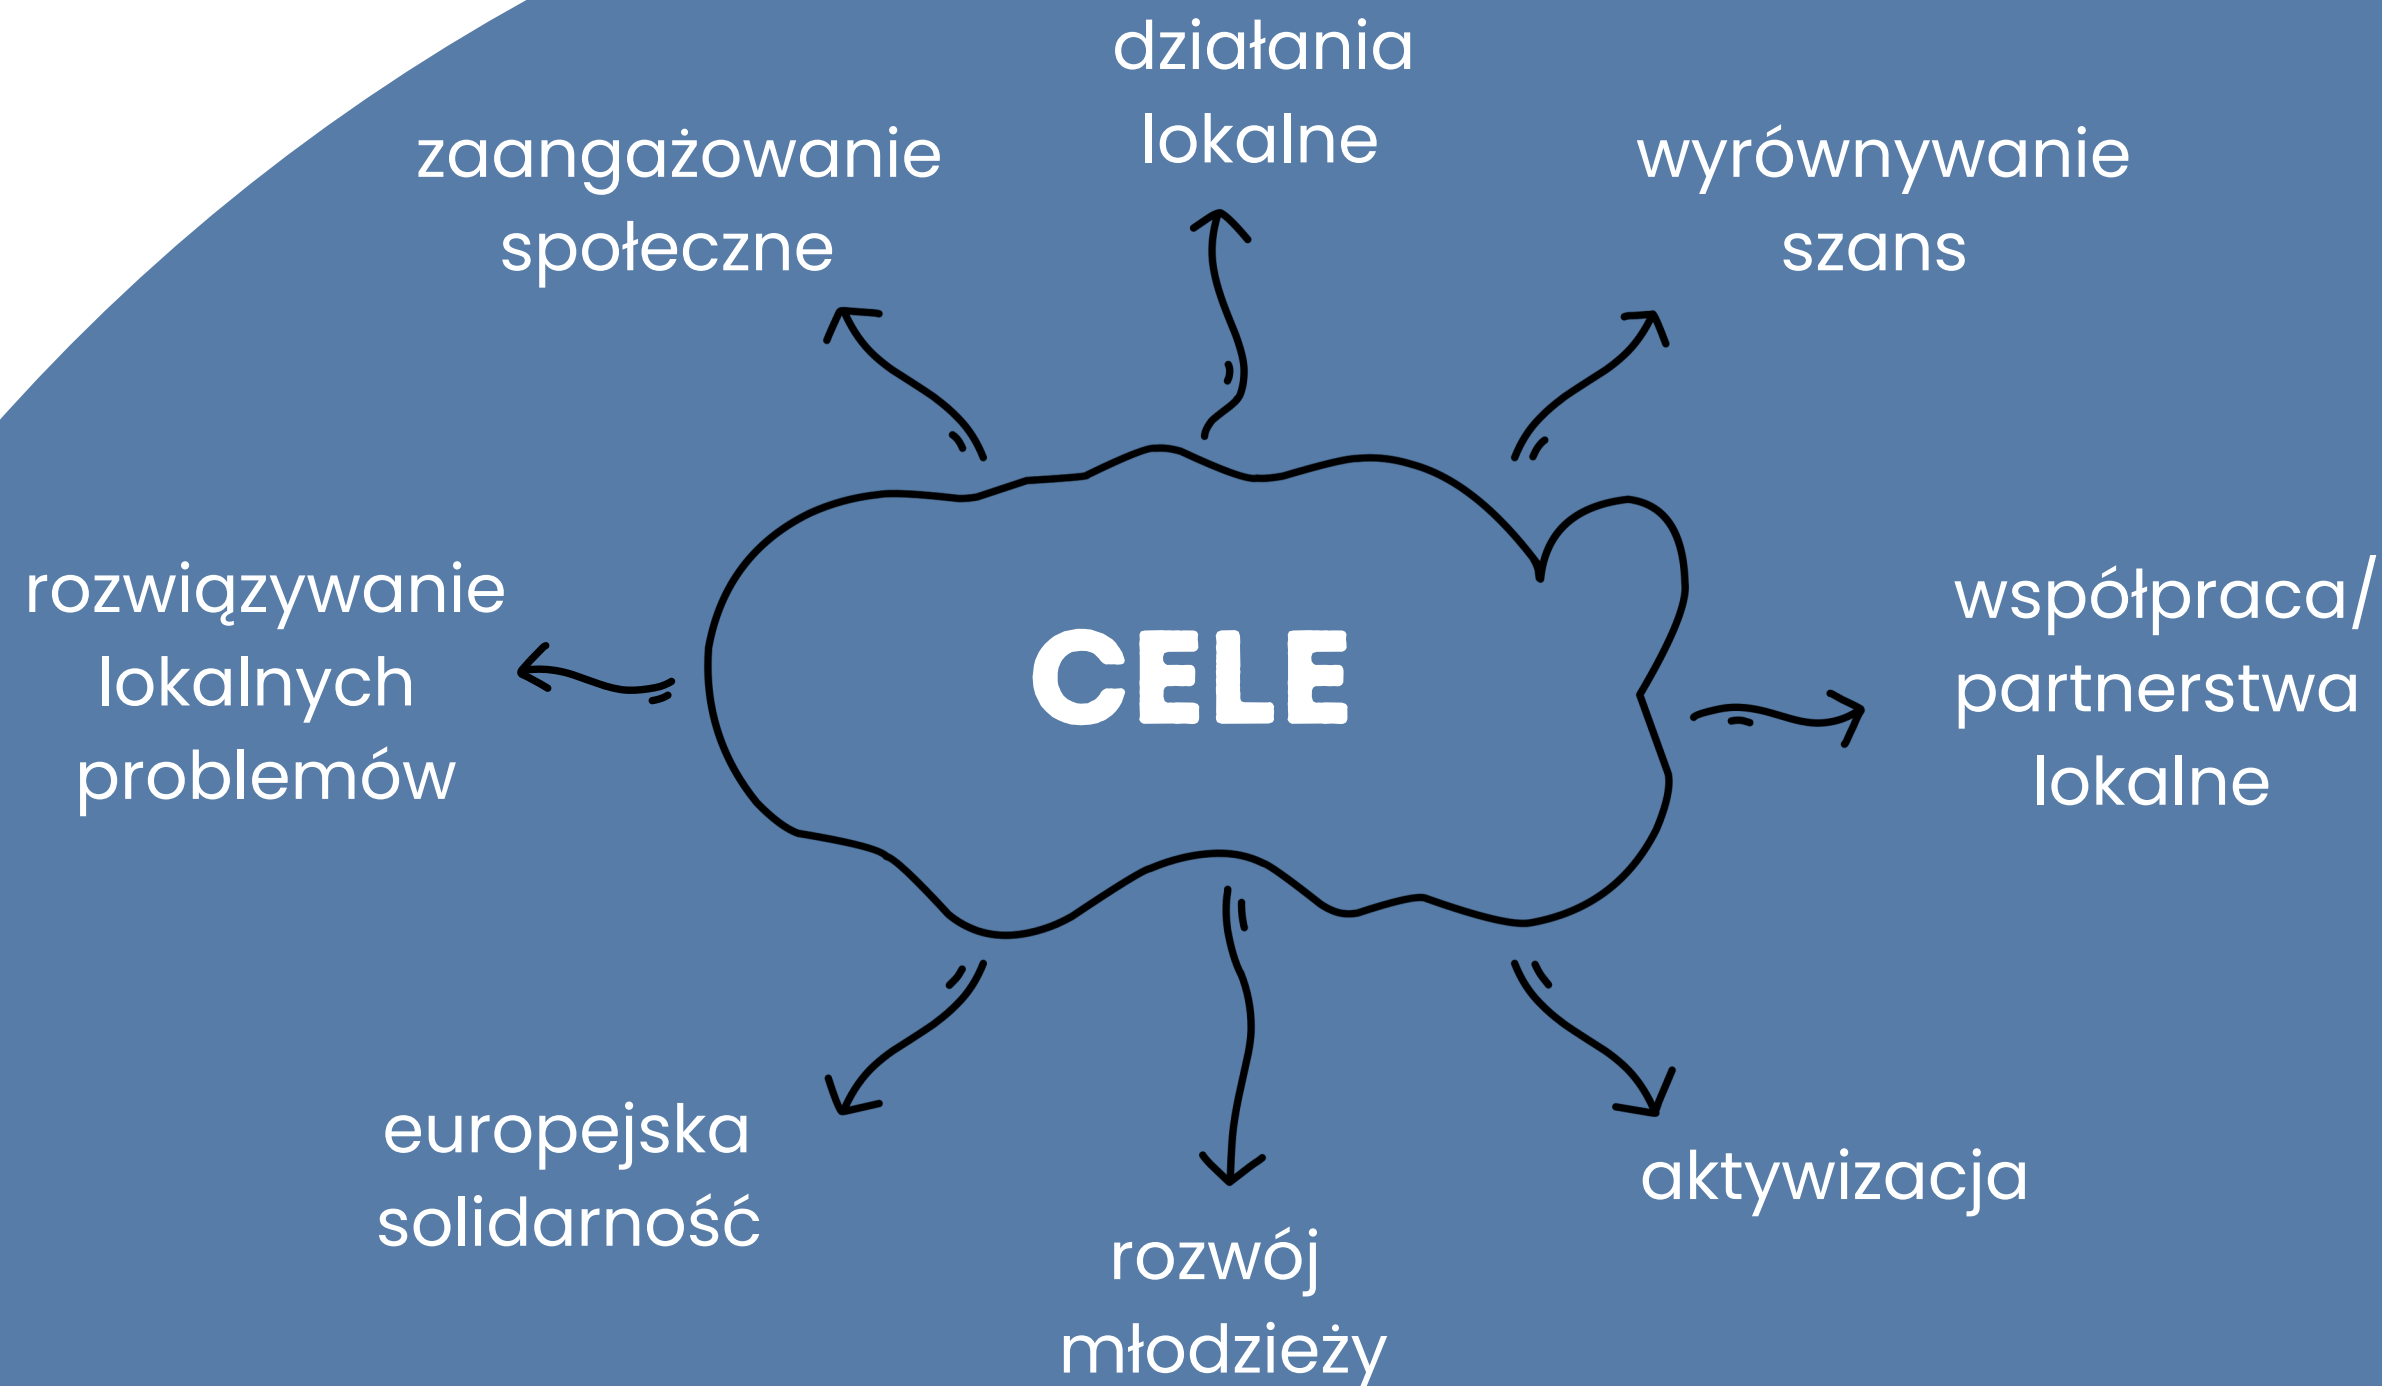 działania
lokalne
zaangażowanie
społeczne
wyrównywanie
szans
rozwiązywanie
lokalnych
problemów
CELE
współpraca/
partnerstwa
lokalne
europejska
solidarność
rozwój
młodzieży
aktywizacja